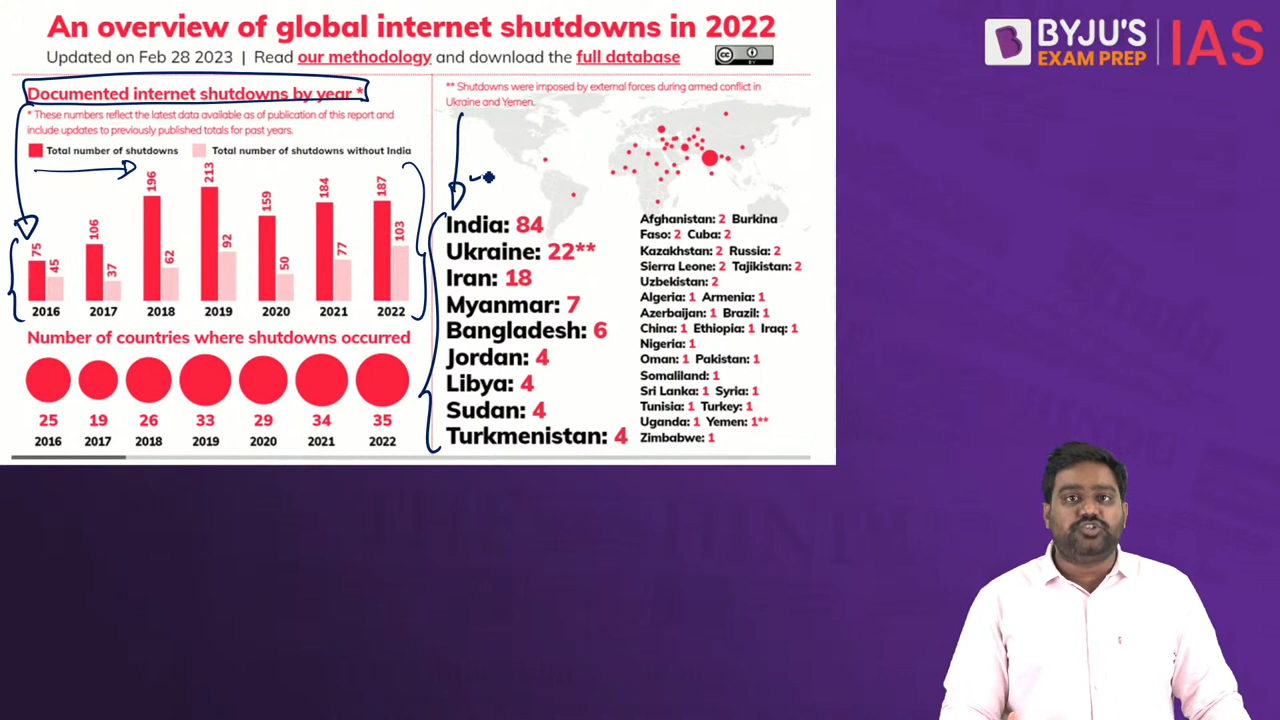 An overview of global internet shutdowns in 2022
Updated on Feb 28 2023 | Read our methodology and download the full database
CC BY
BYJU'S
EXAM PREP
IAS
Documented internet shutdowns by year *
* These numbers reflect the latest data available as of publication of this report and
include updates to previously published totals for past years.
Total number of shutdowns
Total number of shutdowns without India
75
45
106
37
196
62
213
92
159
50
184
77
187
103
2016
2017
2018
2019
2020
2021
2022
Number of countries where shutdowns occurred
25
19
26
33
29
34
35
2016
2017
2018
2019
2020
2021
2022
** Shutdowns were imposed by external forces during armed conflict in
Ukraine and Yemen.
India: 84
Ukraine: 22**
Iran: 18
Myanmar: 7
Bangladesh: 6
Jordan: 4
Libya: 4
Sudan: 4
Turkmenistan: 4
Afghanistan: 2 Burkina
Faso: 2 Cuba: 2
Kazakhstan: 2 Russia: 2
Sierra Leone: 2 Tajikistan: 2
Uzbekistan: 2
Algeria: 1 Armenia: 1
Azerbaijan: 1 Brazil: 1
China: 1 Ethiopia: 1 Iraq: 1
Nigeria: 1
Oman: 1 Pakistan: 1
Somaliland: 1
Sri Lanka: 1 Syria: 1
Tunisia: 1 Turkey: 1
Uganda: 1 Yemen: 1**
Zimbabwe: 1